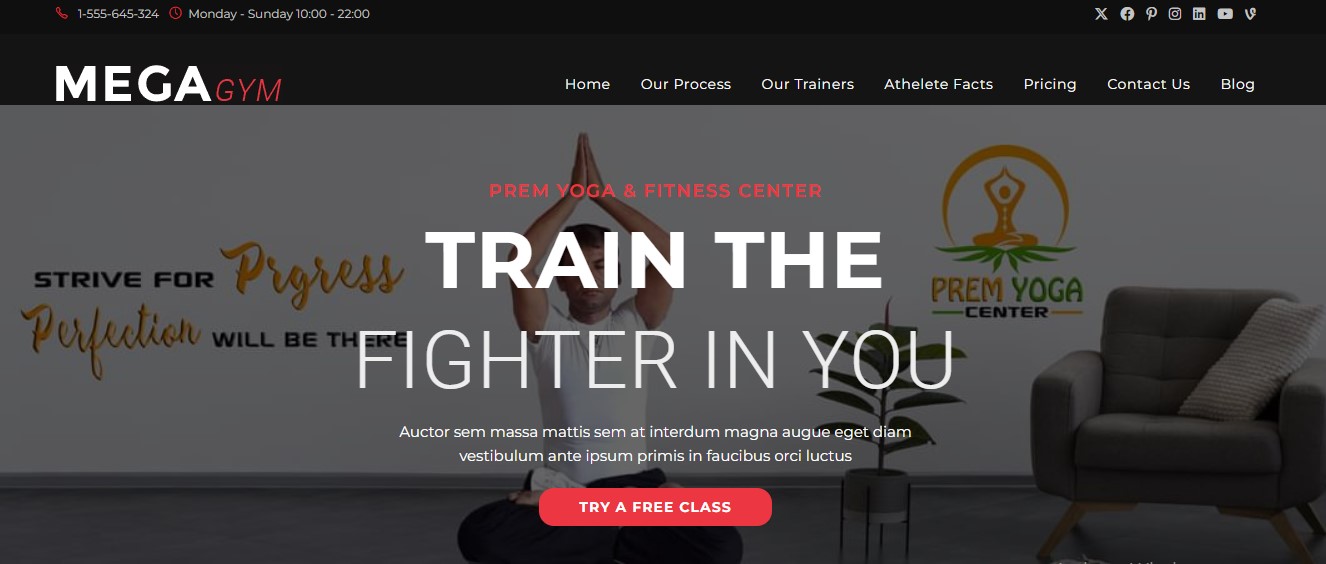 1-555-645-324 Monday - Sunday 10:00 - 22:00
MEGA GYM
Home Our Process Our Trainers Athelete Facts Pricing Contact Us Blog
PREM YOGA & FITNESS CENTER
TRAIN THE
FIGHTER IN YOU
STRIVE FOR Prgress
Perfection WILL BE THERE
PREM YOGA
CENTER
Auctor sem massa mattis sem at interdum magna augue eget diam
vestibulum ante ipsum primis in faucibus orci luctus
TRY A FREE CLASS